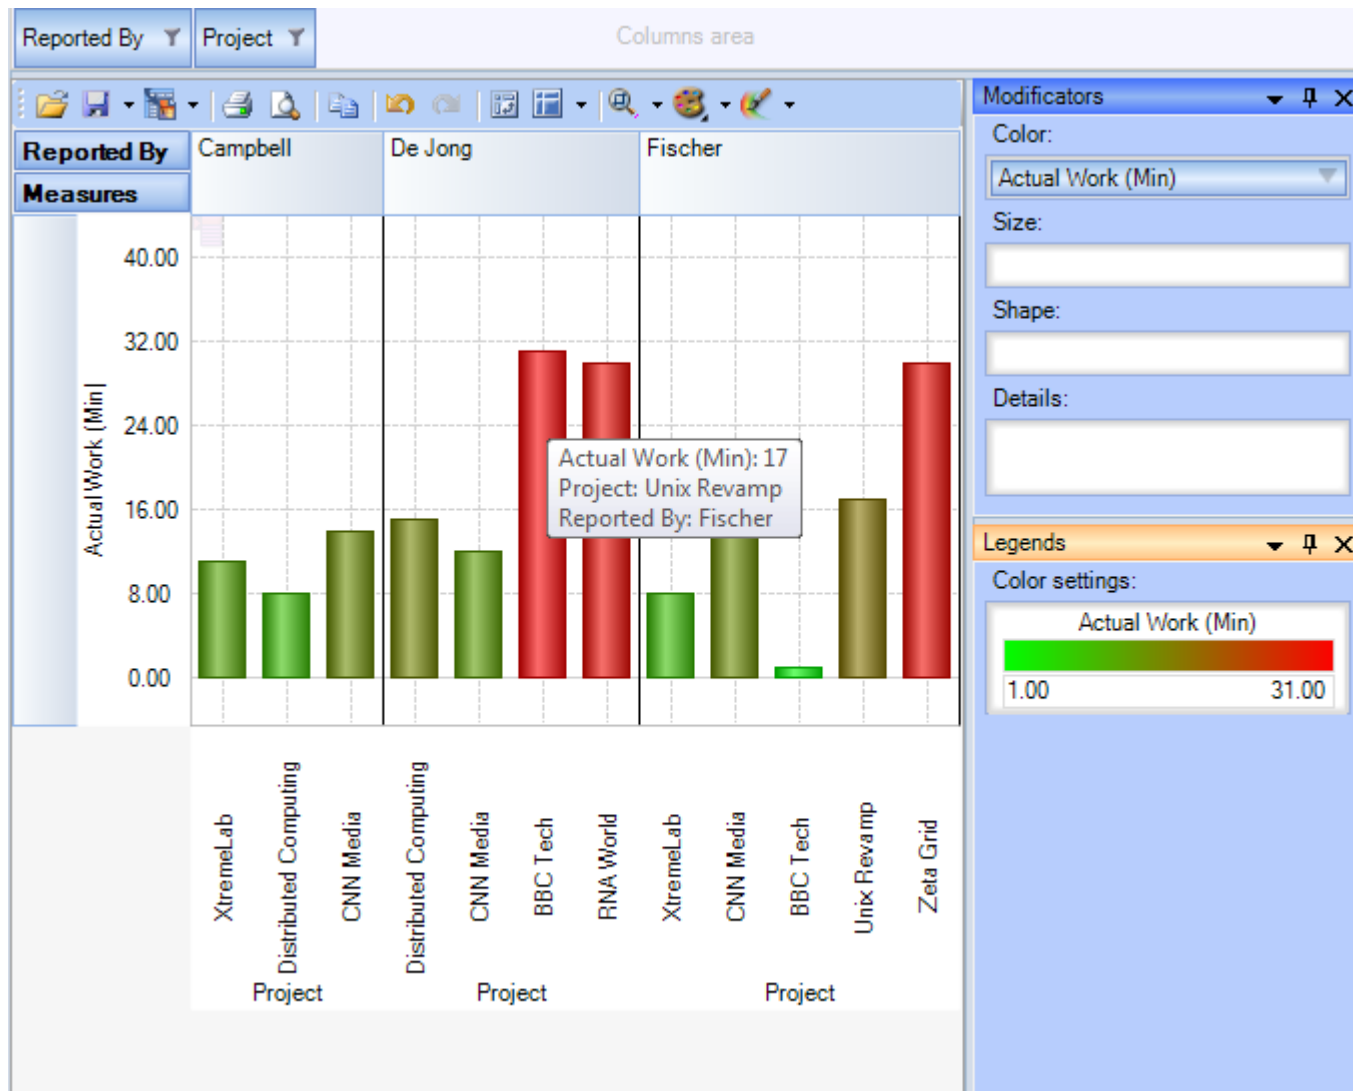 Reported By
Project
Columns area
Modificators
Color:
Actual Work (Min)
Size:
Shape:
Details:
Reported By
Measures
Campbell
De Jong
Fischer
Actual Work (Min)
40.00
32.00
24.00
16.00
8.00
0.00
Actual Work (Min): 17
Project: Unix Revamp
Reported By: Fischer
Legends
Color settings:
Actual Work (Min)
1.00
31.00
XtremeLab
Distributed Computing
CNN Media
Distributed Computing
CNN Media
BBC Tech
RNA World
XtremeLab
CNN Media
BBC Tech
Unix Revamp
Zeta Grid
Project
Project
Project